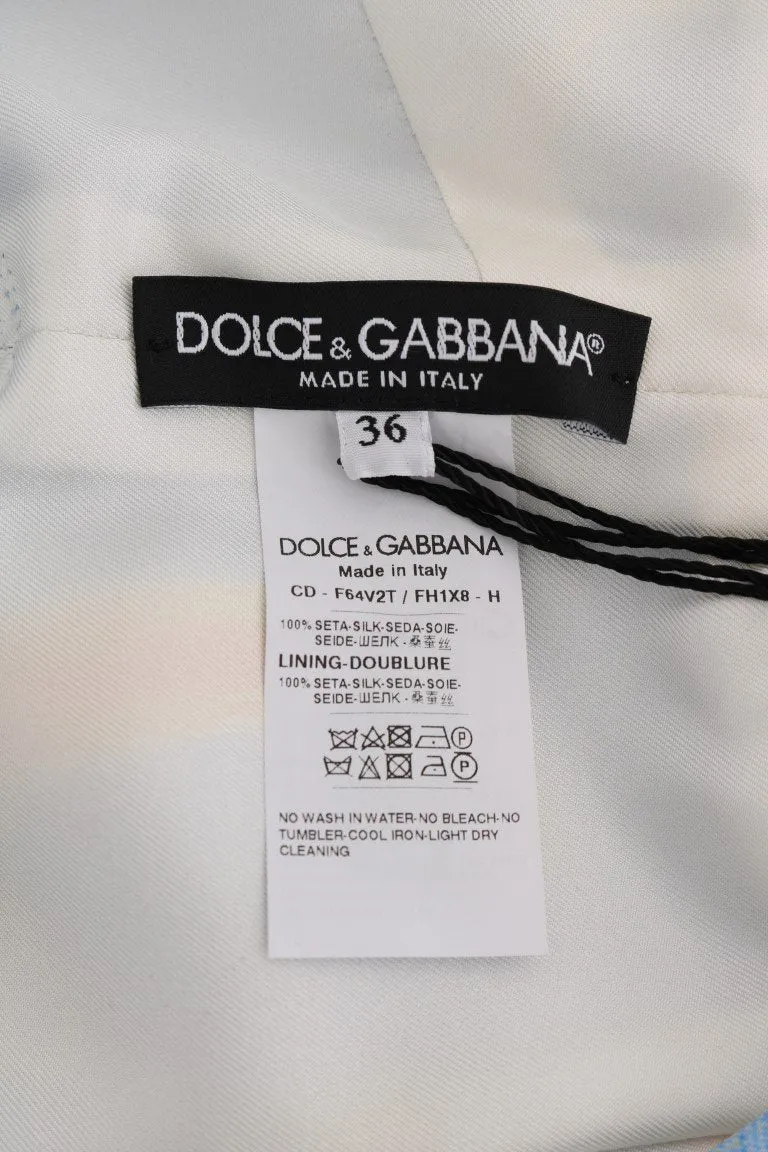 DOLCE & GABBANA®
MADE IN ITALY
36
DOLCE & GABBANA
Made in Italy
CD - F64V2T / FH1X8 - H
100% SETA-SILK-SEDA-SOIE-
SEIDE-ШЕЛК - 桑蚕丝
LINING-DOUBLURE
100% SETA-SILK-SEDA-SOIE-
SEIDE-ШЕЛК - 桑蚕丝
P
P
NO WASH IN WATER-NO BLEACH-NO
TUMBLER-COOL IRON-LIGHT DRY
CLEANING